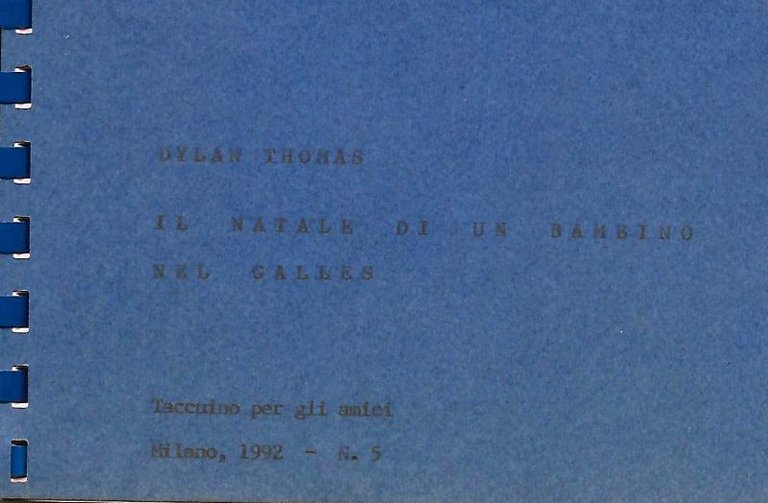 DYLAN THOMAS
IL NATALE DI UN BAMBINO
NEL GALLES
Taccuino per gli amici
Milano, 1992 - N. 5